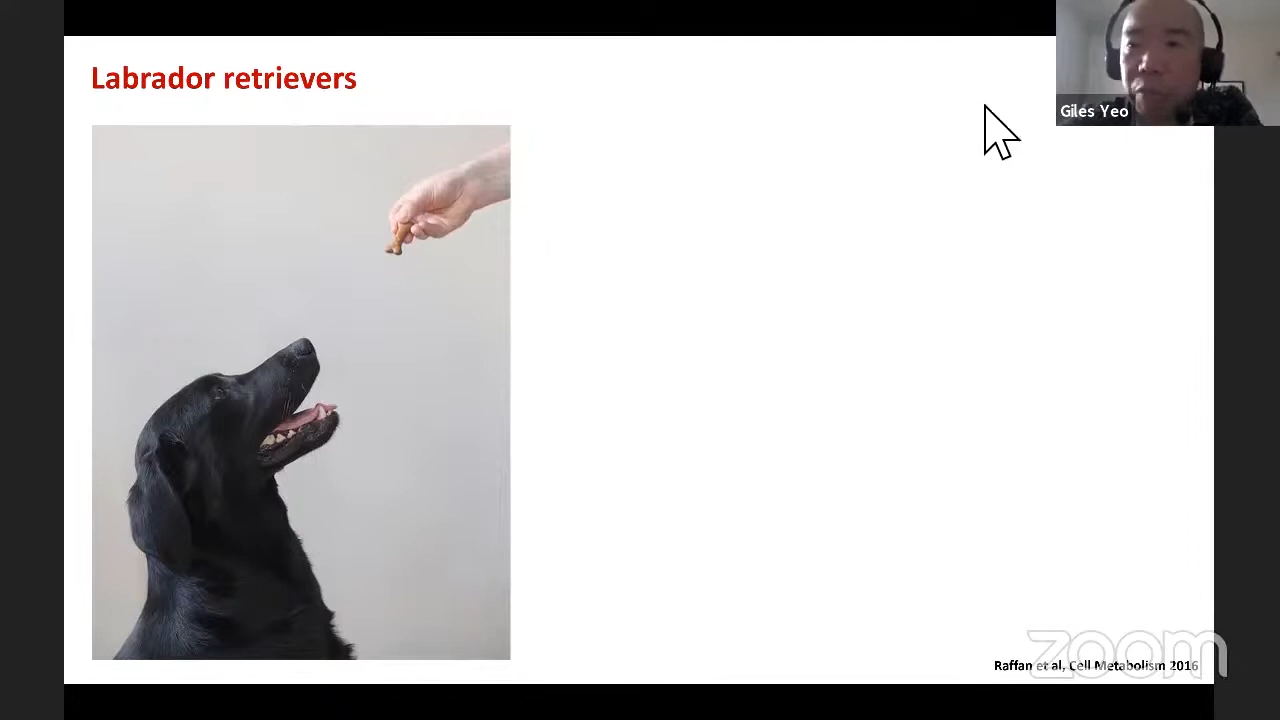 Labrador retrievers
Giles Yeo
Raffan et al, Cell Metabolism 2016
zoom